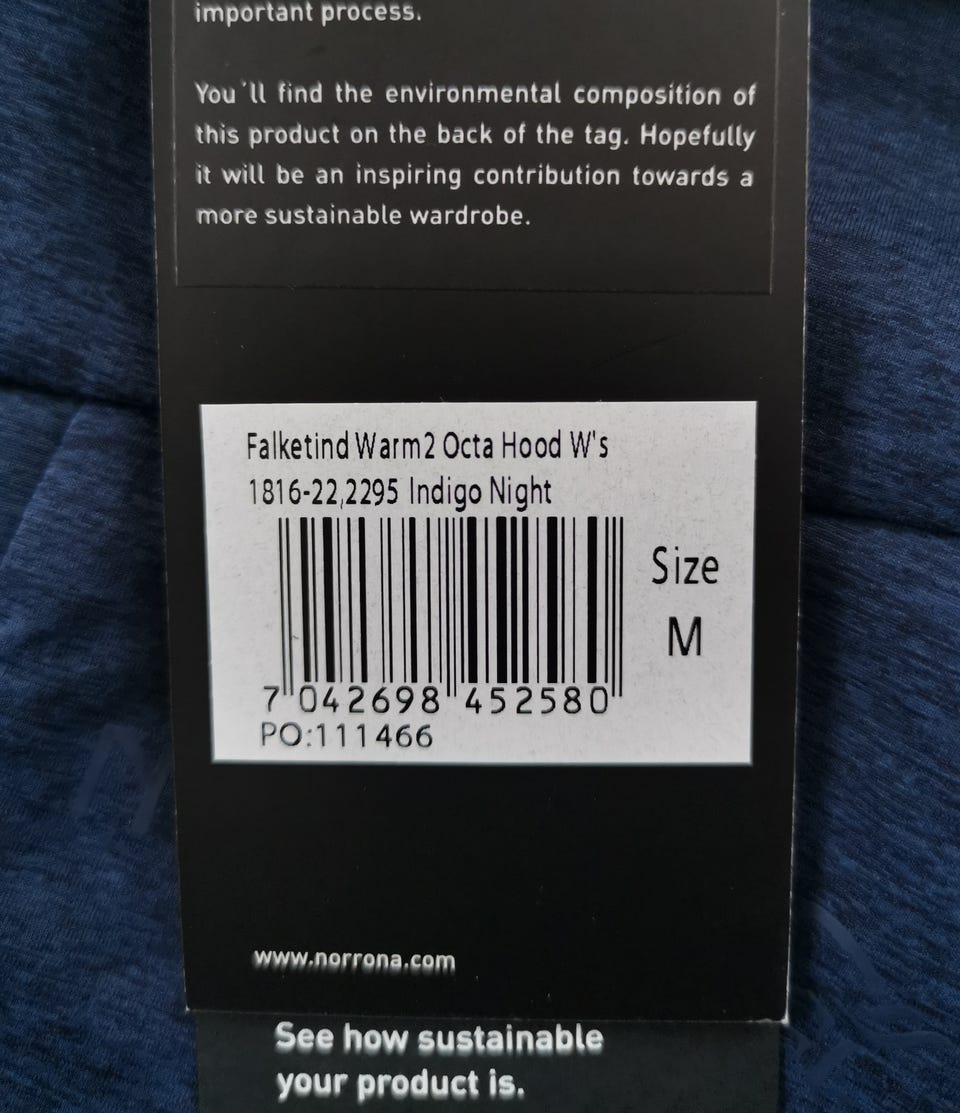 important process.
You'll find the environmental composition of
this product on the back of the tag. Hopefully
it will be an inspiring contribution towards a
more sustainable wardrobe.
Falketind Warm2 Octa Hood W's
1816-22,2295 Indigo Night
Size
M
7 042698 452580
PO:111466
www.norrona.com
See how sustainable
your product is.